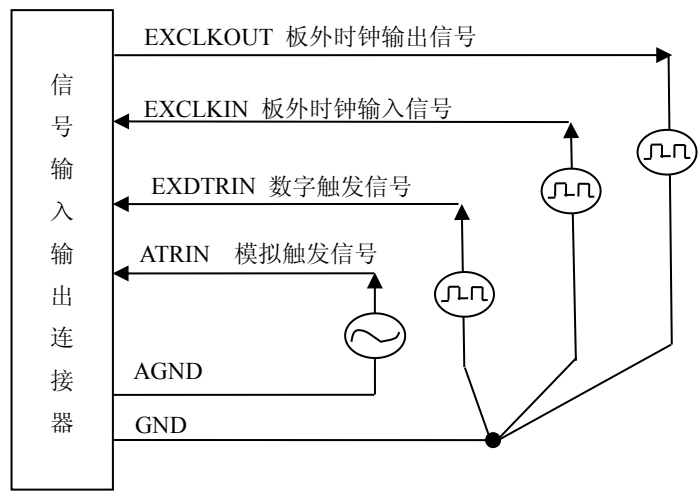 信号输入输出连接器
EXCLKOUT 板外时钟输出信号
EXCLKIN 板外时钟输入信号
EXDTRIN 数字触发信号
ATRIN 模拟触发信号
AGND
GND